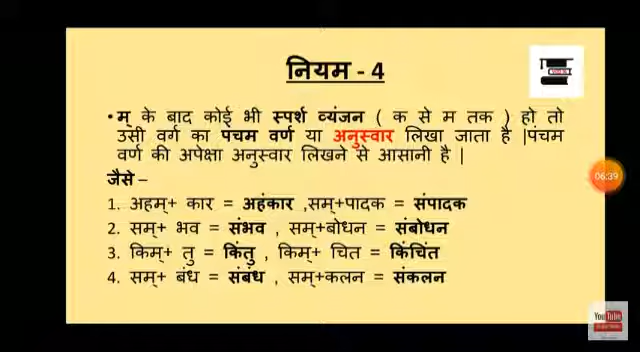 नियम - 4
•म् के बाद कोई भी स्पर्श व्यंजन ( क से म तक ) हो तो
उसी वर्ग का पंचम वर्ण या अनुस्वार लिखा जाता है |पंचम
वर्ण की अपेक्षा अनुस्वार लिखने से आसानी है |
जैसे –
1. अहम्+ कार = अहंकार ,सम्+पादक = संपादक
2. सम्+ भव = संभव , सम्+बोधन = संबोधन
3. किम्+ तु = किंतु , किम्+ चित = किंचित
4. सम्+ बंध = संबंध , सम्+कलन = संकलन
06:39
YouTube